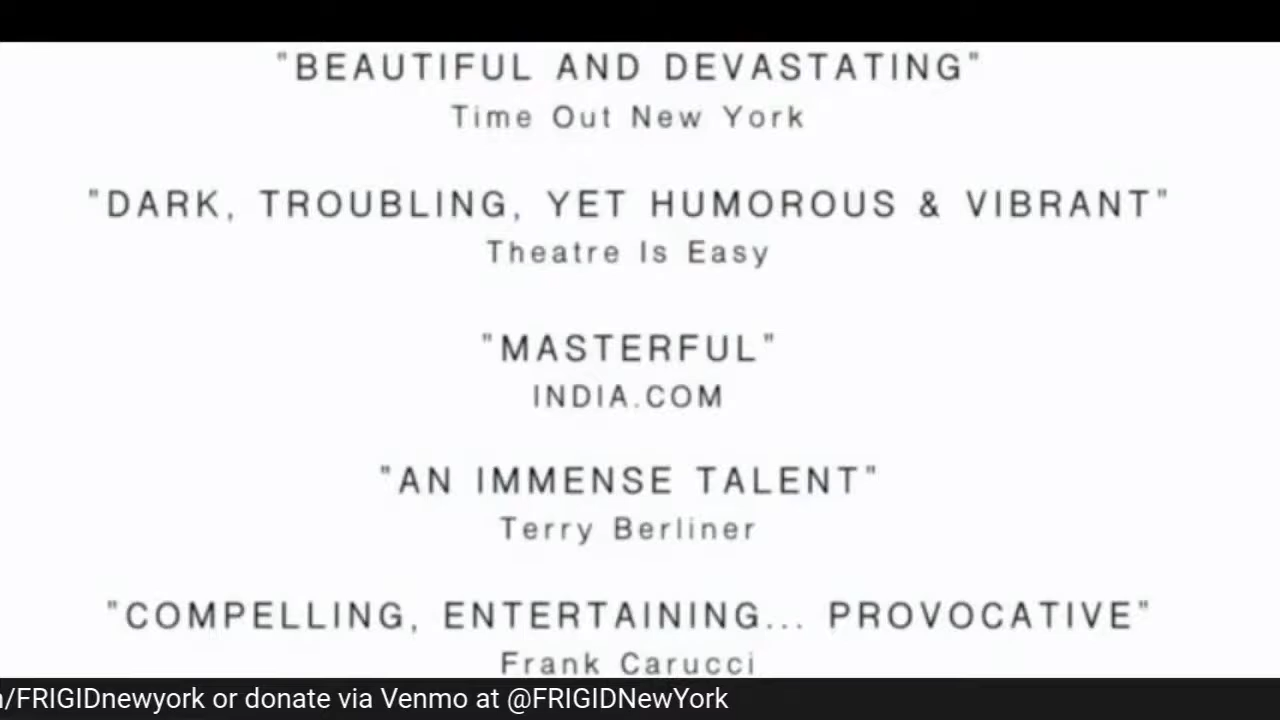 "BEAUTIFUL AND DEVASTATING"
Time Out New York
"DARK, TROUBLING, YET HUMOROUS & VIBRANT"
Theatre Is Easy
"MASTERFUL"
INDIA.COM
"AN IMMENSE TALENT"
Terry Berliner
"COMPELLING, ENTERTAINING... PROVOCATIVE"
Frank Carucci
/FRIGIDnewyork or donate via Venmo at @FRIGIDNewYork